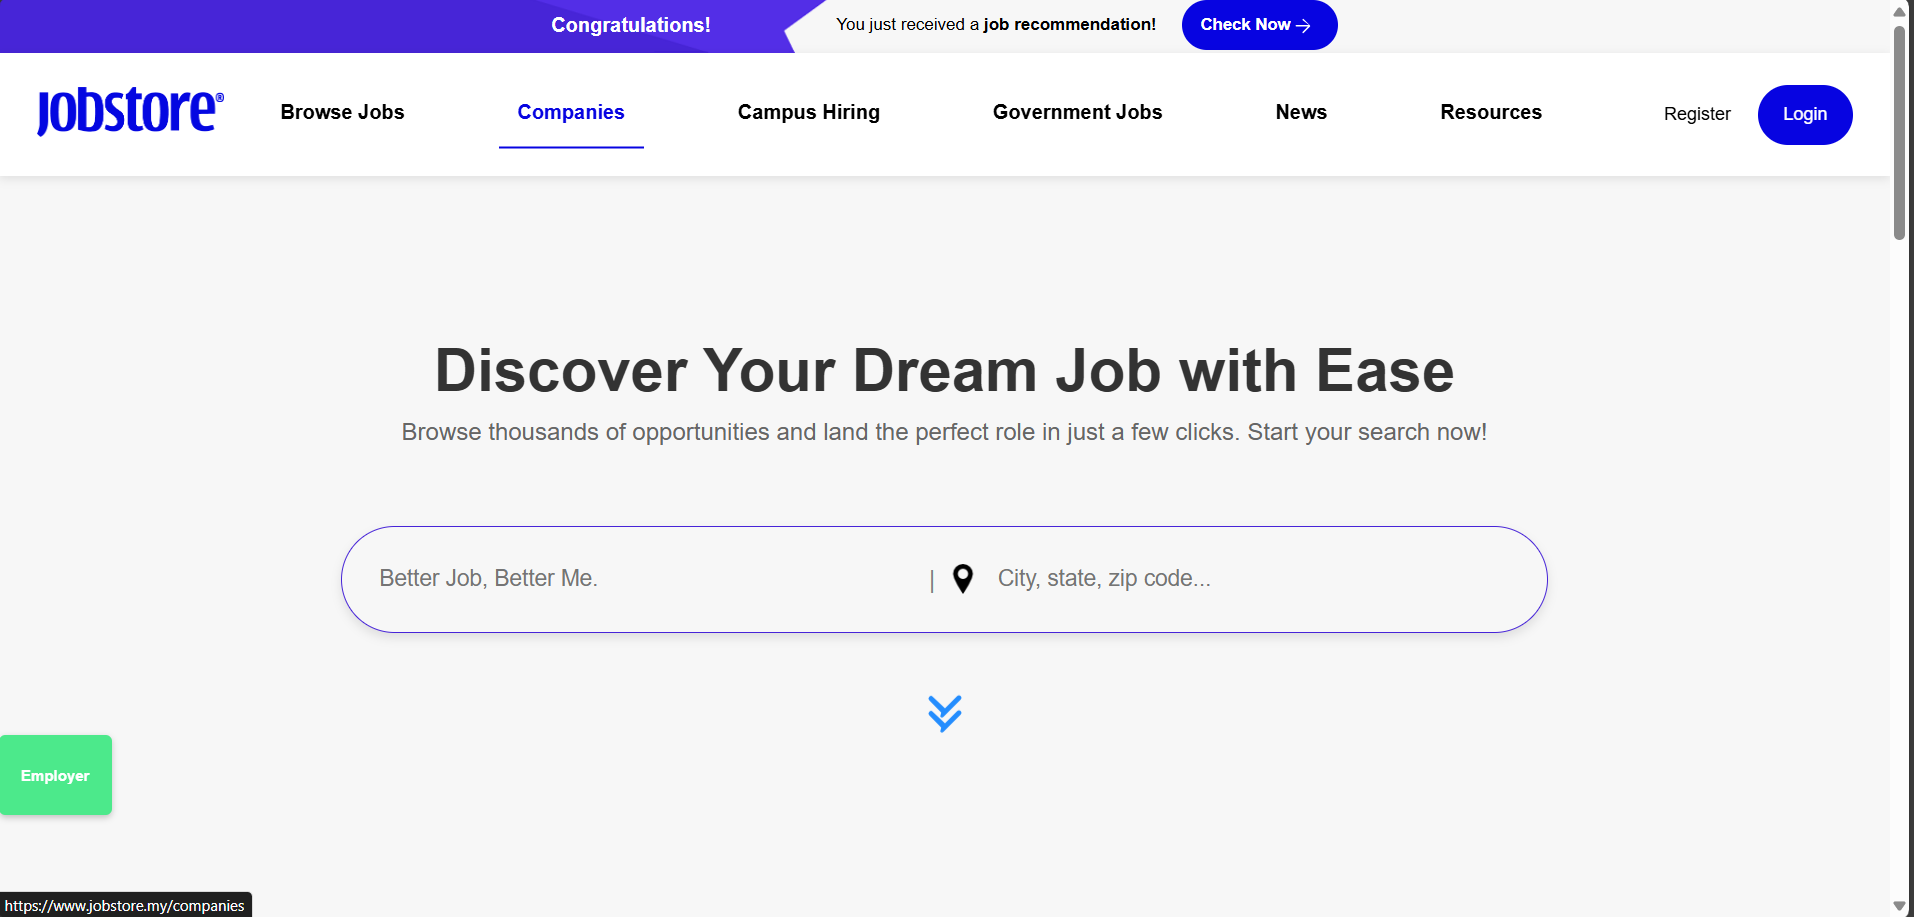 Congratulations!
You just received a job recommendation!
Check Now
Jobstore®
Browse Jobs
Companies
Campus Hiring
Government Jobs
News
Resources
Register
Login
Discover Your Dream Job with Ease
Browse thousands of opportunities and land the perfect role in just a few clicks. Start your search now!
Better Job, Better Me.
| City, state, zip code...
Employer
https://www.jobstore.my/companies